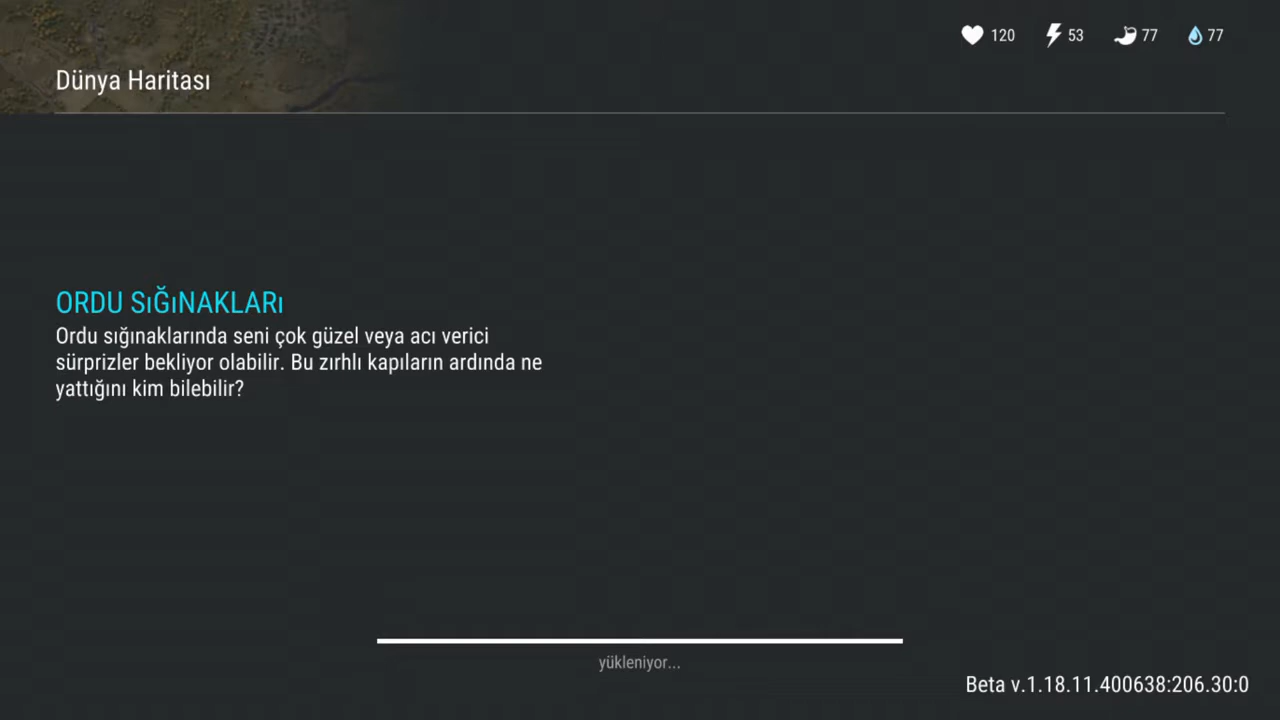 120 53 77 77
Dünya Haritası
ORDU SıĞıNAKLARı
Ordu sığınaklarında seni çok güzel veya acı verici
sürprizler bekliyor olabilir. Bu zırhlı kapıların ardında ne
yattığını kim bilebilir?
yükleniyor...
Beta v.1.18.11.400638:206.30:0